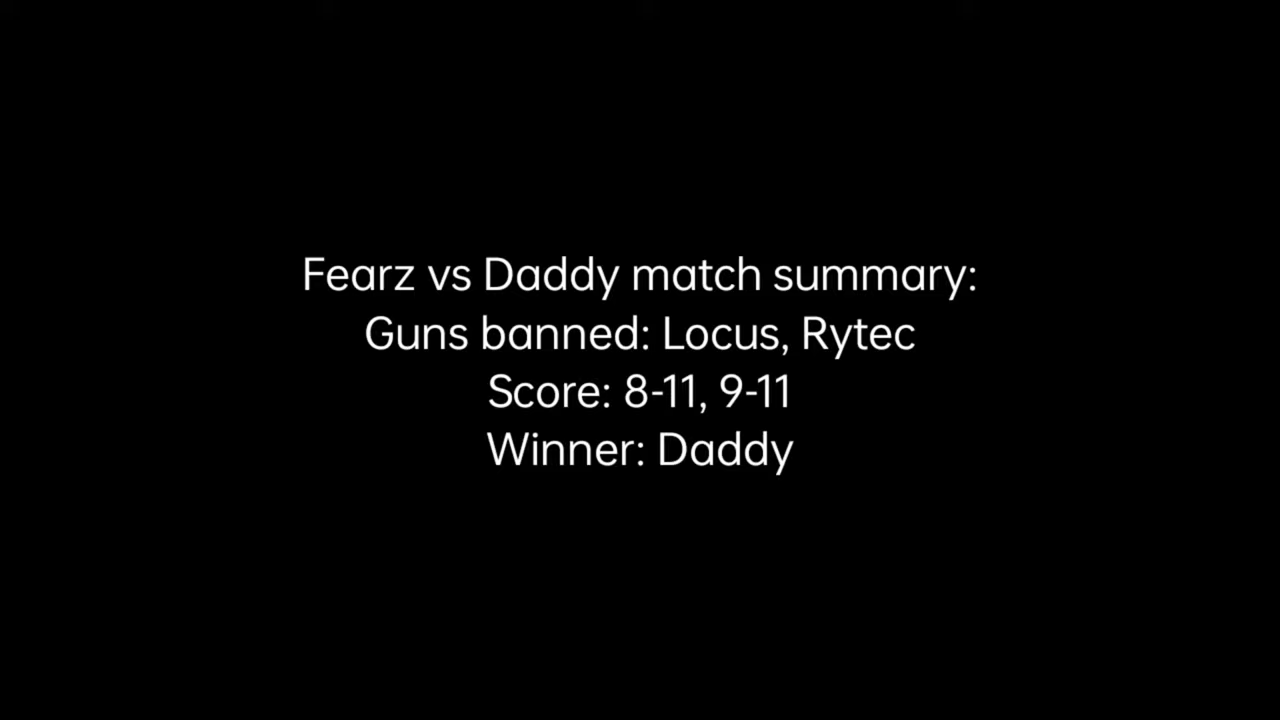 Fearz vs Daddy match summary:
Guns banned: Locus, Rytec
Score: 8-11, 9-11
Winner: Daddy